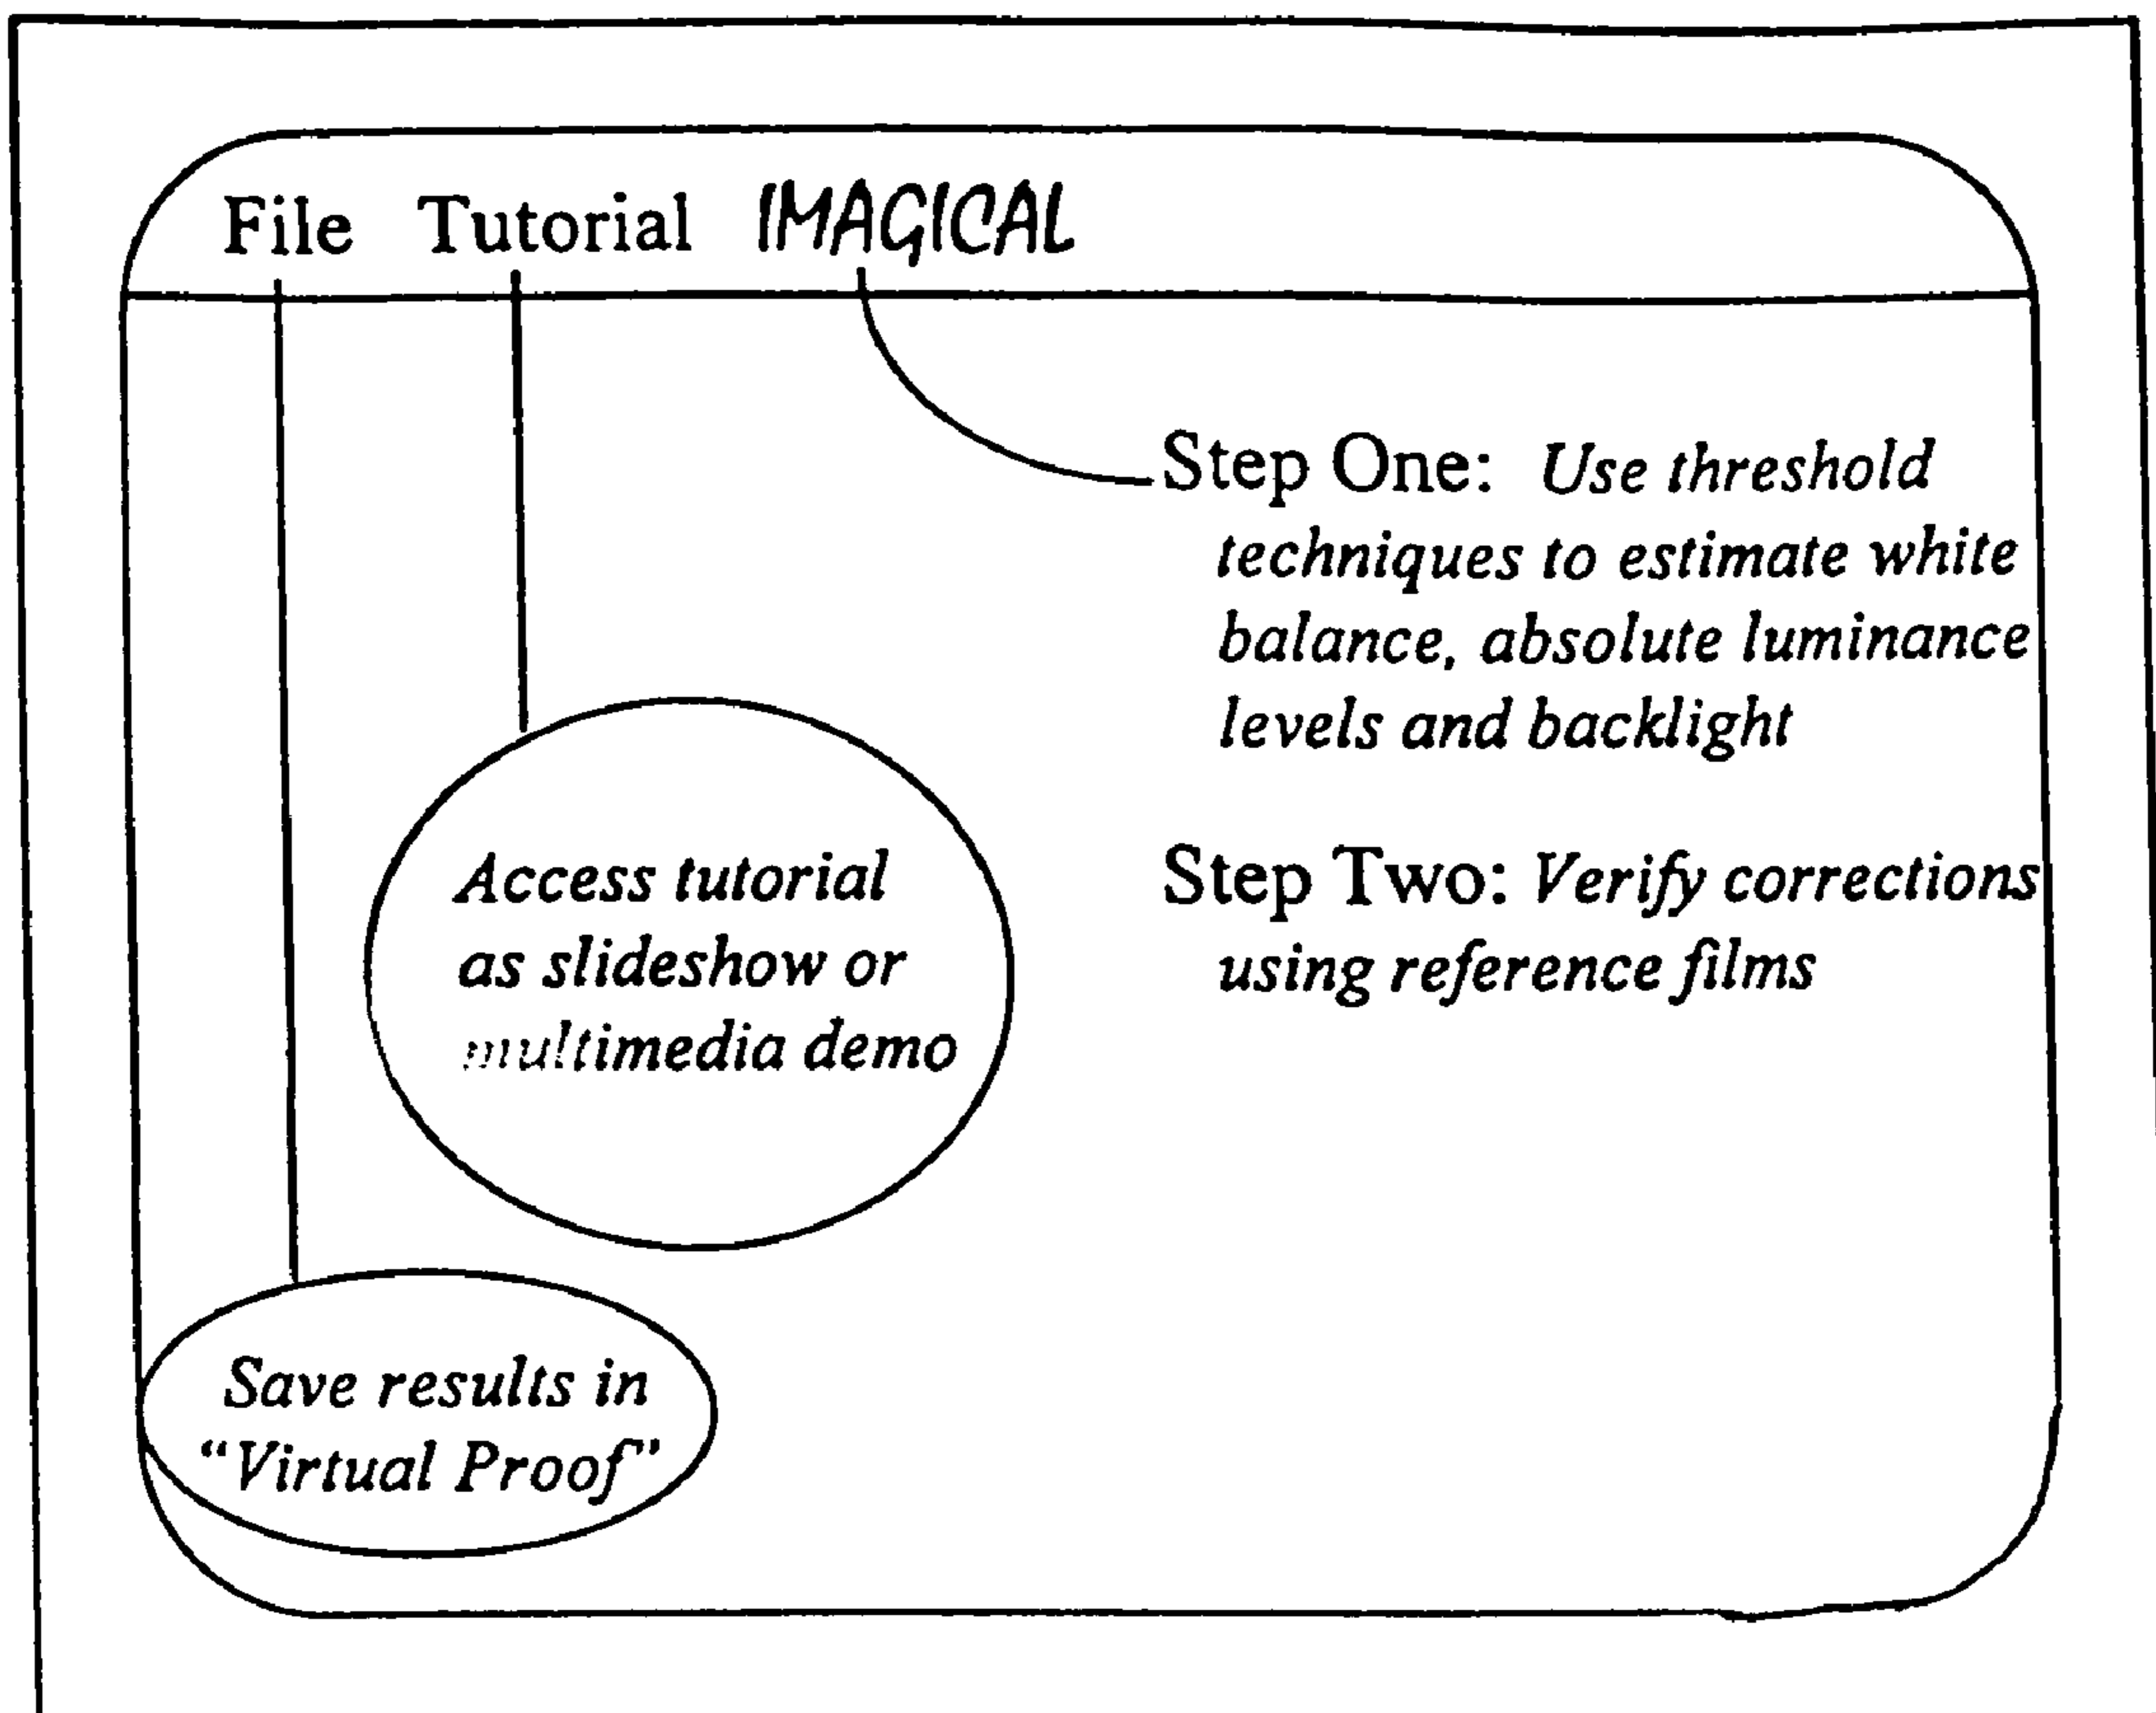 File Tutorial IMAGICAL
Step One: Use threshold
techniques to estimate white
balance, absolute luminance
levels and backlight
Step Two: Verify corrections
using reference films
Access tutorial
as slideshow or
multimedia demo
Save results in
“Virtual Proof”